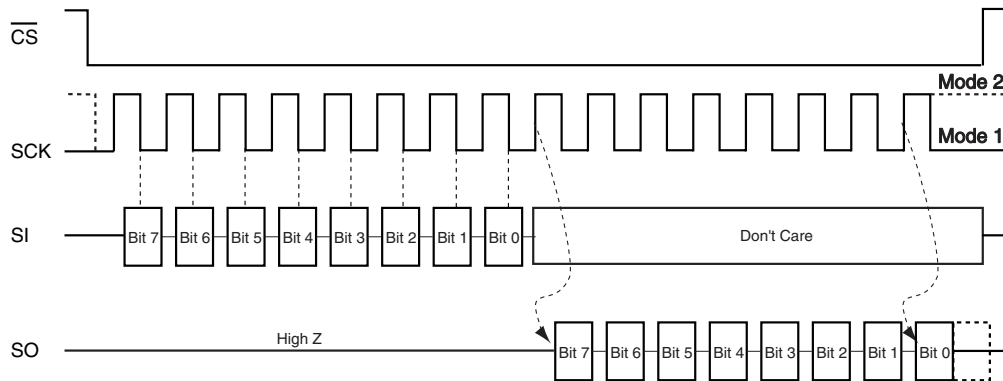 CS
Mode 2
SCK
Mode 1
SI
Bit 7
Bit 6
Bit 5
Bit 4
Bit 3
Bit 2
Bit 1
Bit 0
Don't Care
SO
High Z
Bit 7
Bit 6
Bit 5
Bit 4
Bit 3
Bit 2
Bit 1
Bit 0